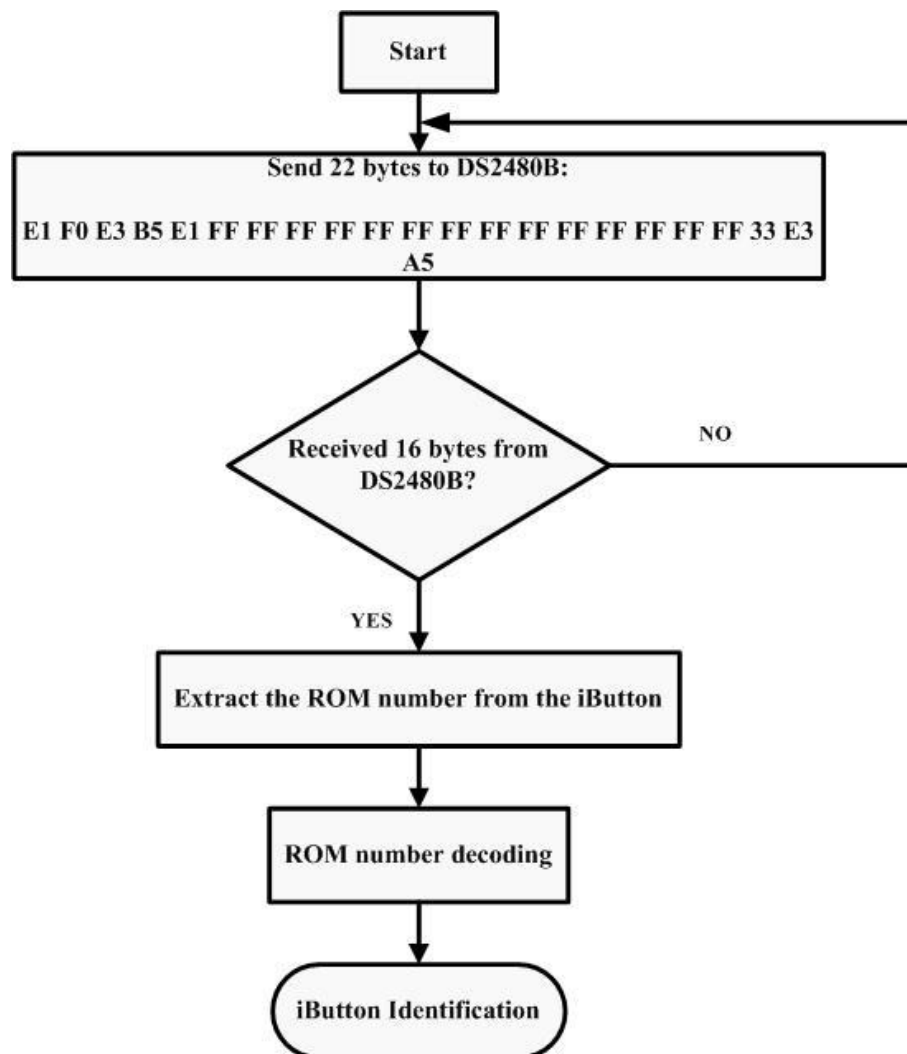 Start
Send 22 bytes to DS2480B:
E1 F0 E3 B5 E1 FF FF FF FF FF FF FF FF FF FF FF FF FF FF 33 E3
A5
Received 16 bytes from
DS2480B?
NO
YES
Extract the ROM number from the iButton
ROM number decoding
iButton Identification